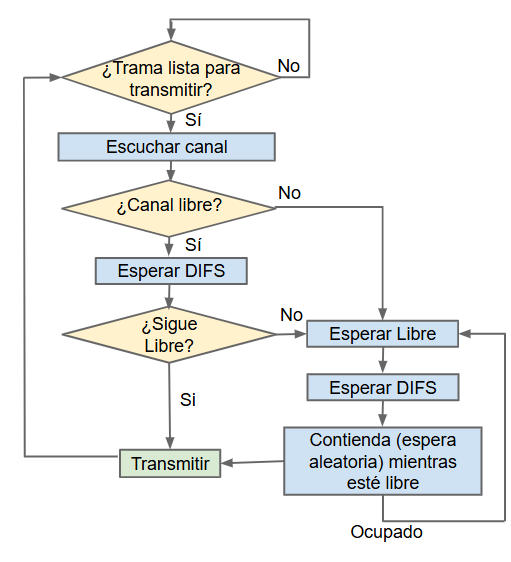 ¿Trama lista para
transmitir?
No
Sí
Escuchar canal
No
¿Canal libre?
Sí
Esperar DIFS
No
¿Sigue
Libre?
Esperar Libre
Esperar DIFS
Si
Contienda (espera
aleatoria) mientras
esté libre
Transmitir
Ocupado